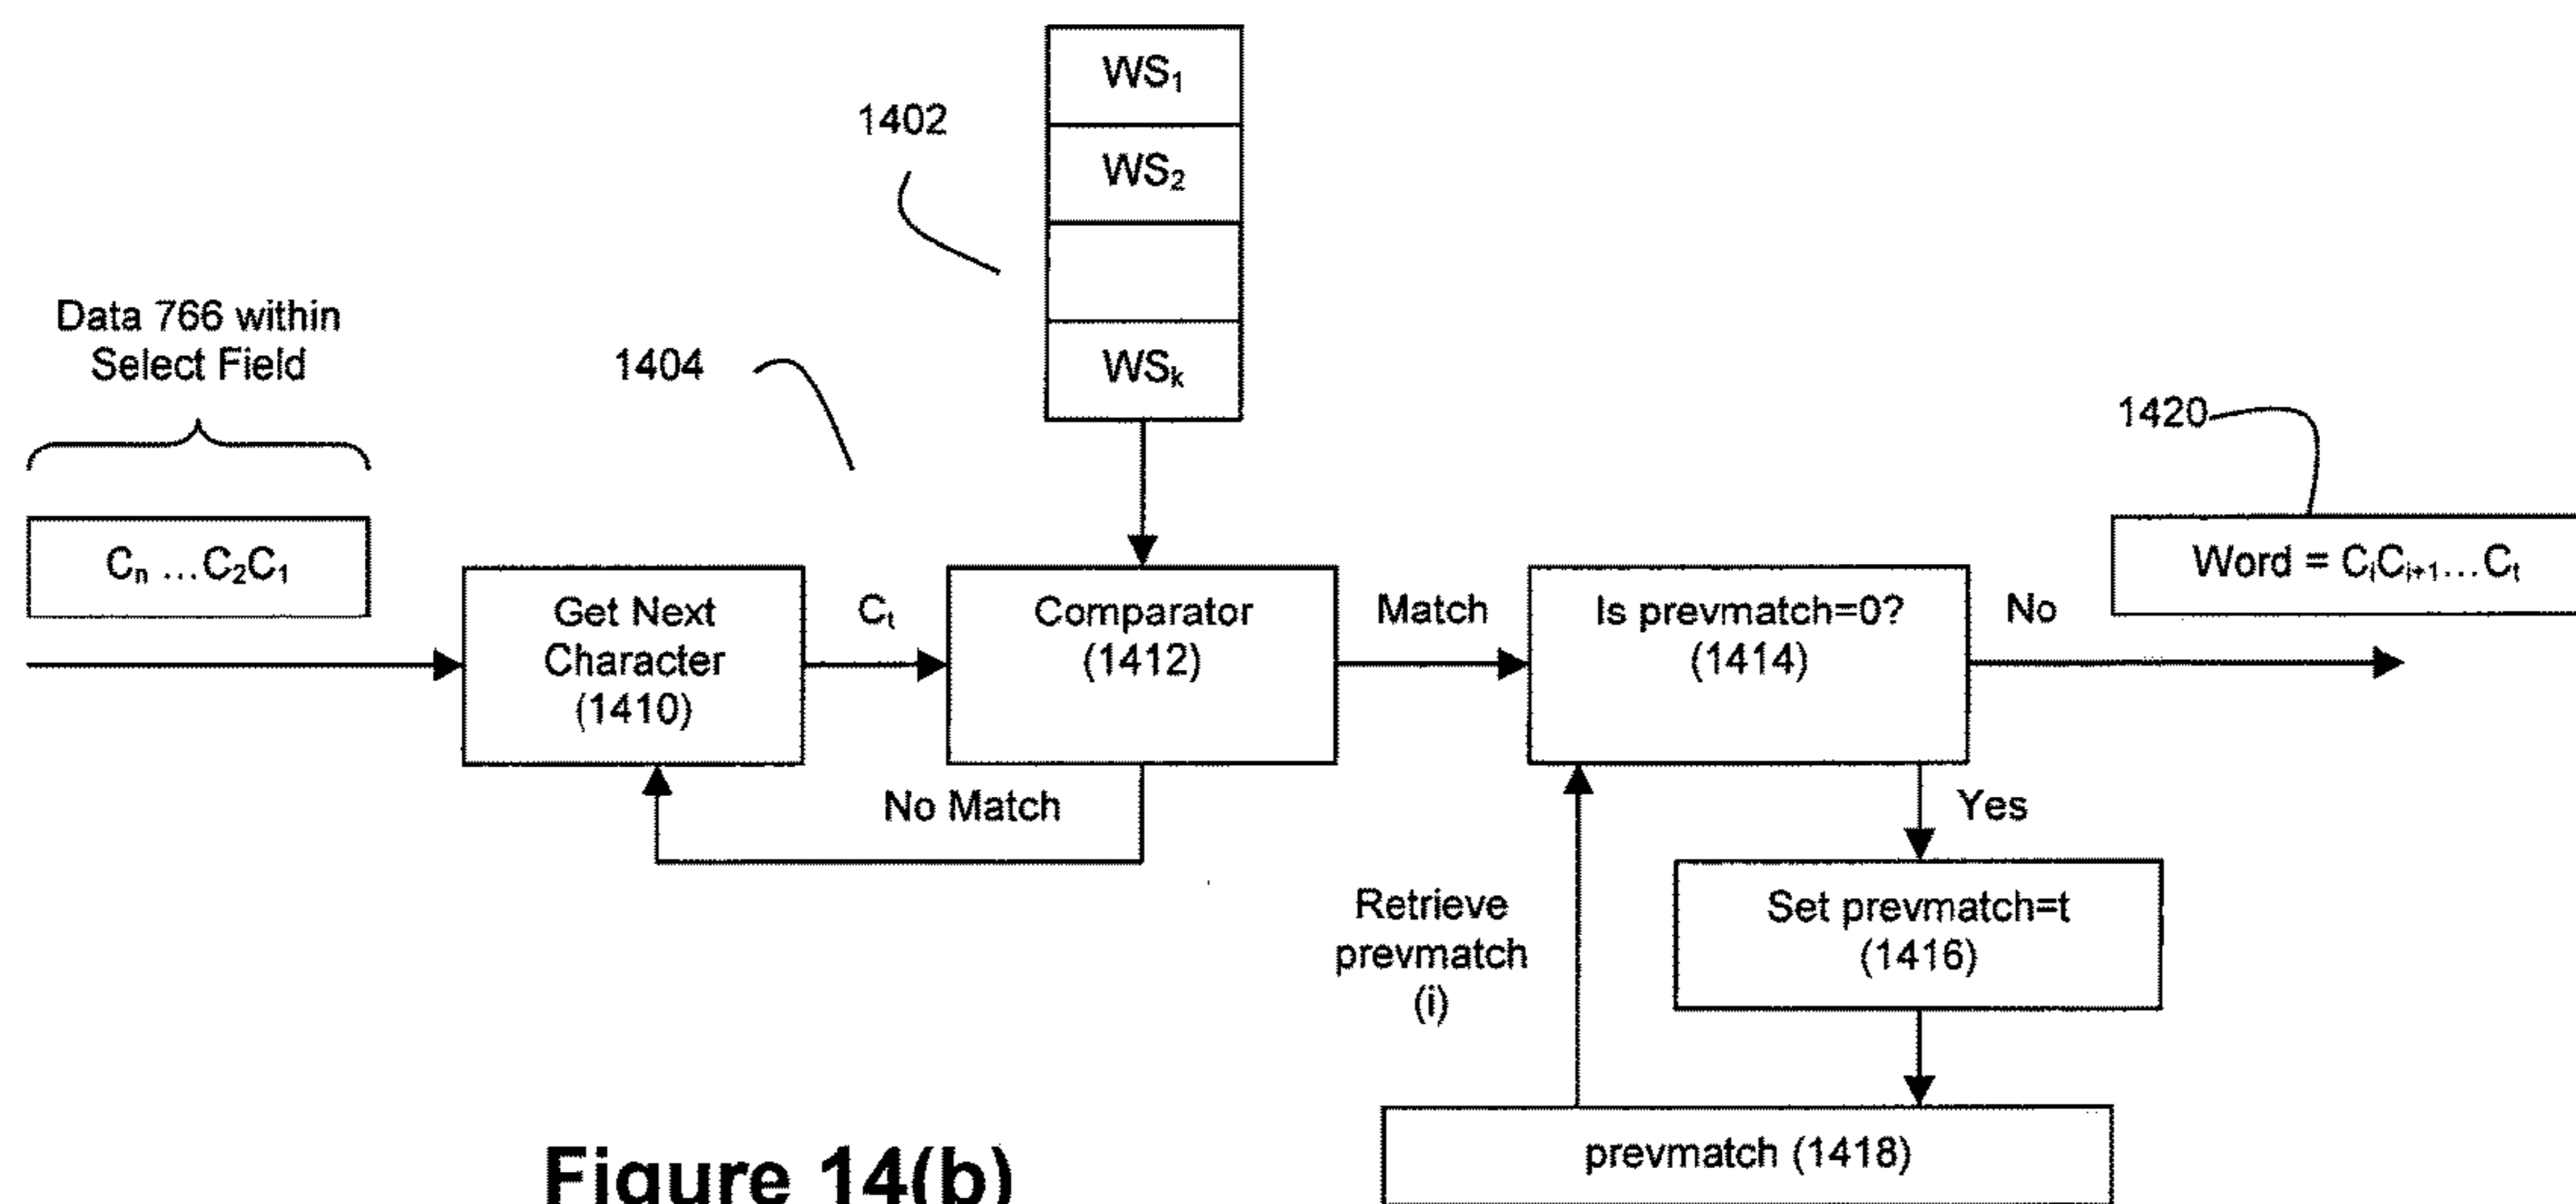 WS₁
1402
WS₂
Data 766 within
Select Field
1404
WSₖ
1420
Cₙ ...C₂C₁
Word = CᵢCᵢ₊₁...Cₜ
Get Next
Character
(1410)
Cₜ
Comparator
(1412)
Match
Is prevmatch=0?
(1414)
No
No Match
Yes
Retrieve
prevmatch
(i)
Set prevmatch=t
(1416)
prevmatch (1418)
Figure 14(b)